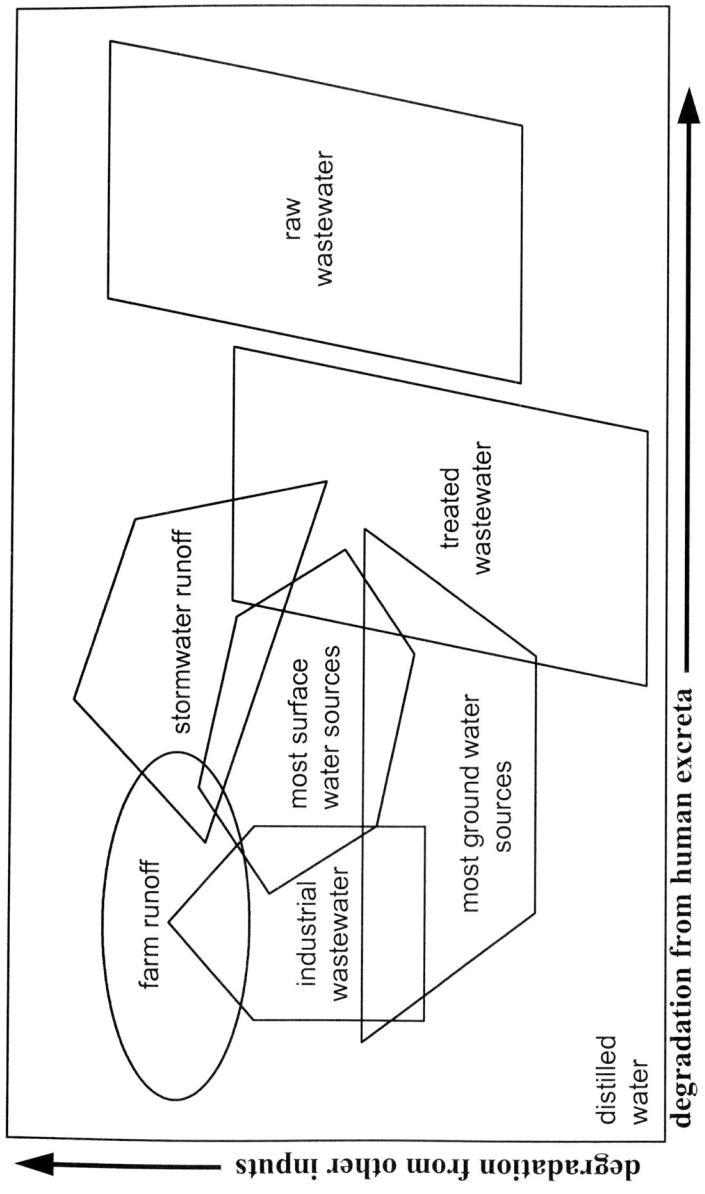 raw
wastewater
stormwater runoff
treated
wastewater
farm runoff
most surface
water sources
industrial
wastewater
most ground water
sources
distilled
water
degradation from human excreta
degradation from other inputs